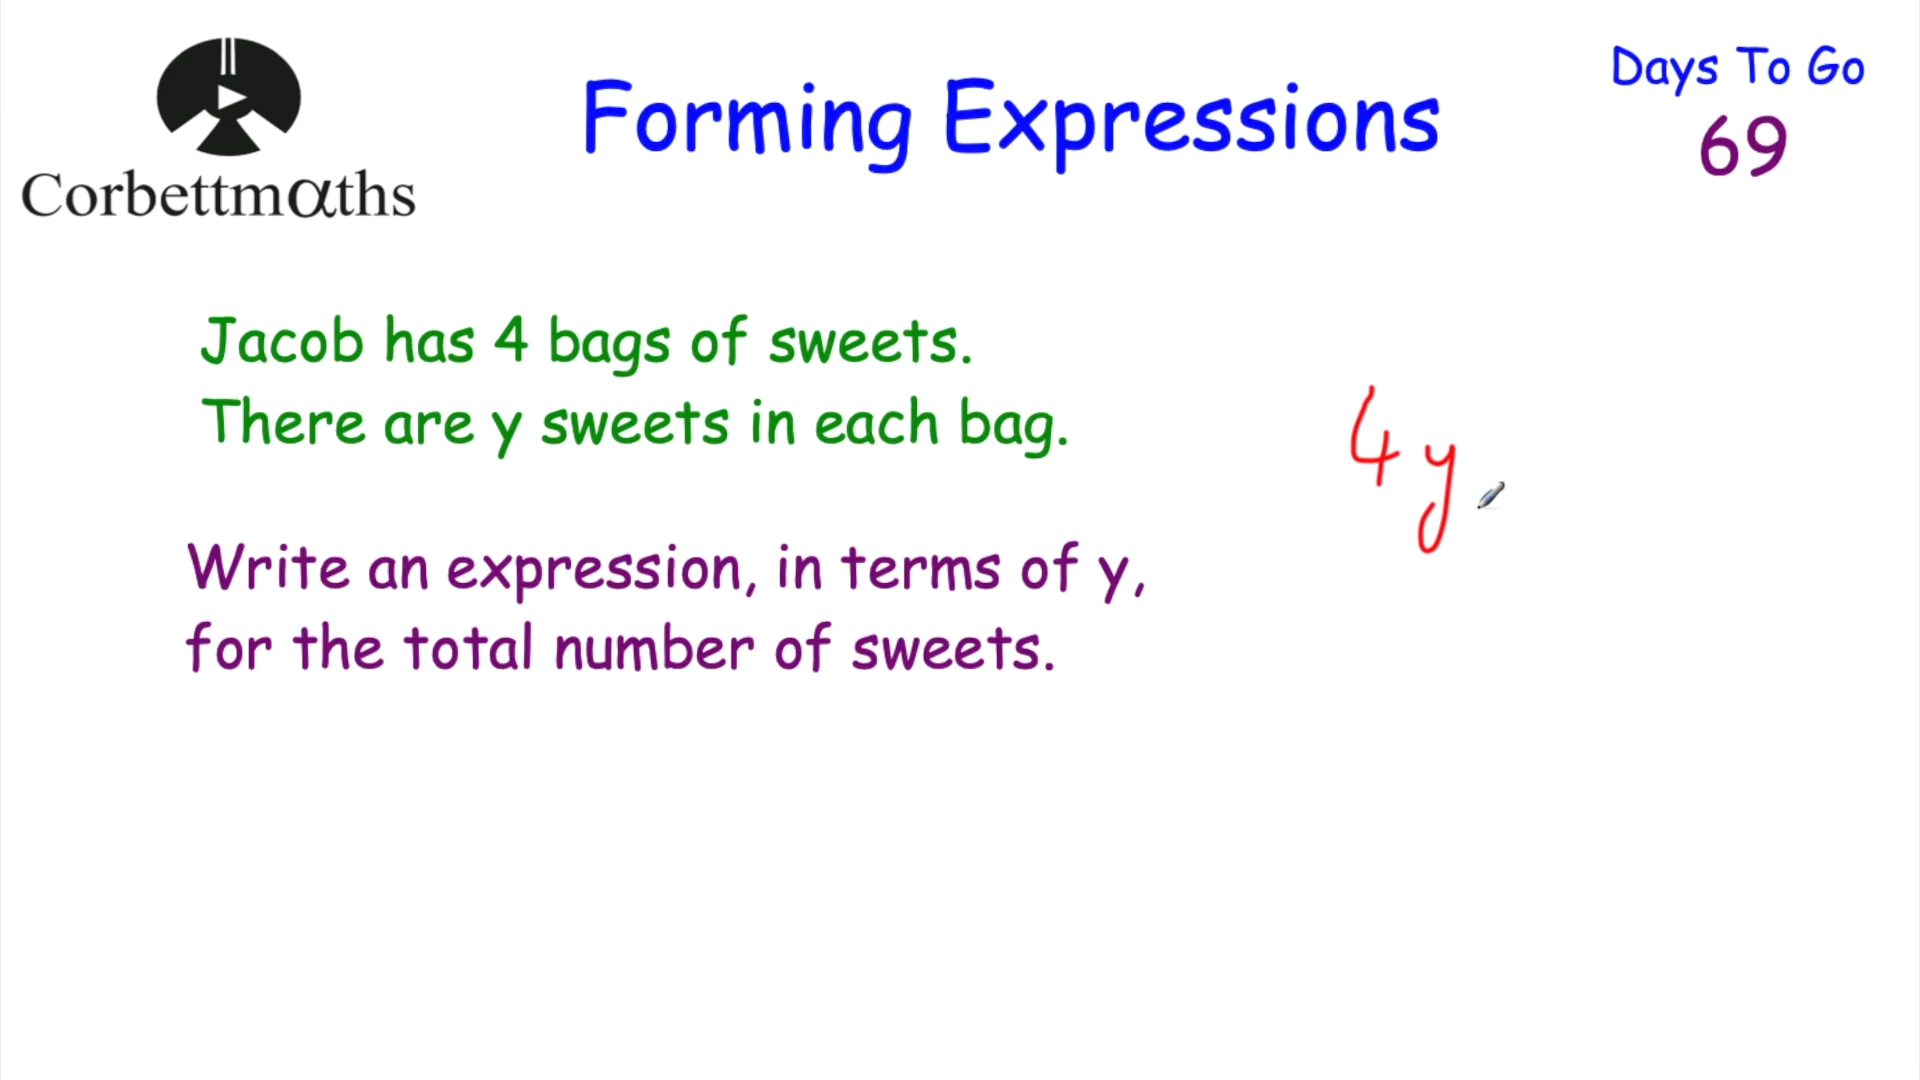 Corbettmαths
Forming Expressions
Days To Go
69
Jacob has 4 bags of sweets.
There are y sweets in each bag.
4y
Write an expression, in terms of y,
for the total number of sweets.